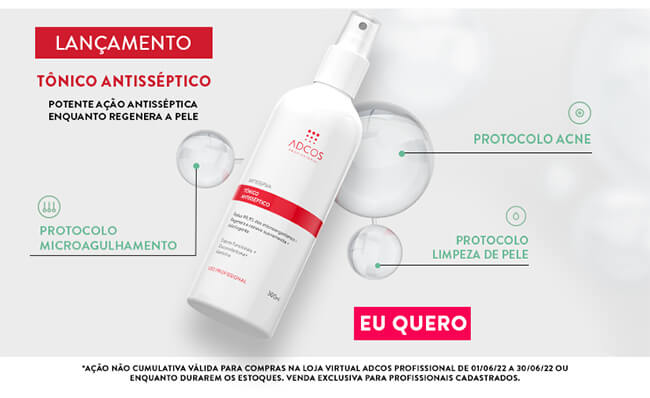 LANÇAMENTO
TÔNICO ANTISSÉPTICO
POTENTE AÇÃO ANTISSÉPTICA
ENQUANTO REGENERA A PELE
PROTOCOLO
MICROAGULHAMENTO
ADCOS
PROFISSIONAL
TÔNICO
ANTISSÉPTICO
USO PROFISSIONAL
300ml
PROTOCOLO ACNE
PROTOCOLO
LIMPEZA DE PELE
EU QUERO
*AÇÃO NÃO CUMULATIVA VÁLIDA PARA COMPRAS NA LOJA VIRTUAL ADCOS PROFISSIONAL DE 01/06/22 A 30/06/22 OU
ENQUANTO DURAREM OS ESTOQUES. VENDA EXCLUSIVA PARA PROFISSIONAIS CADASTRADOS.